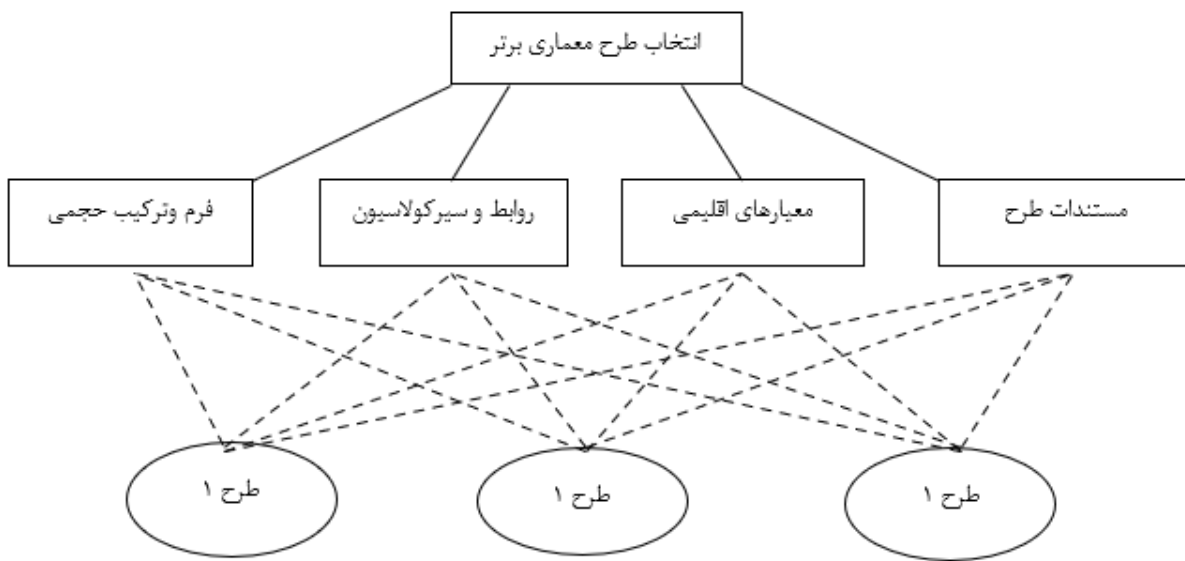 انتخاب طرح معماری برتر
مستندات طرح
معیارهای اقلیمی
روابط و سیرکولاسیون
فرم وترکیب حجمی
طرح ۱
طرح ۱
طرح ۱